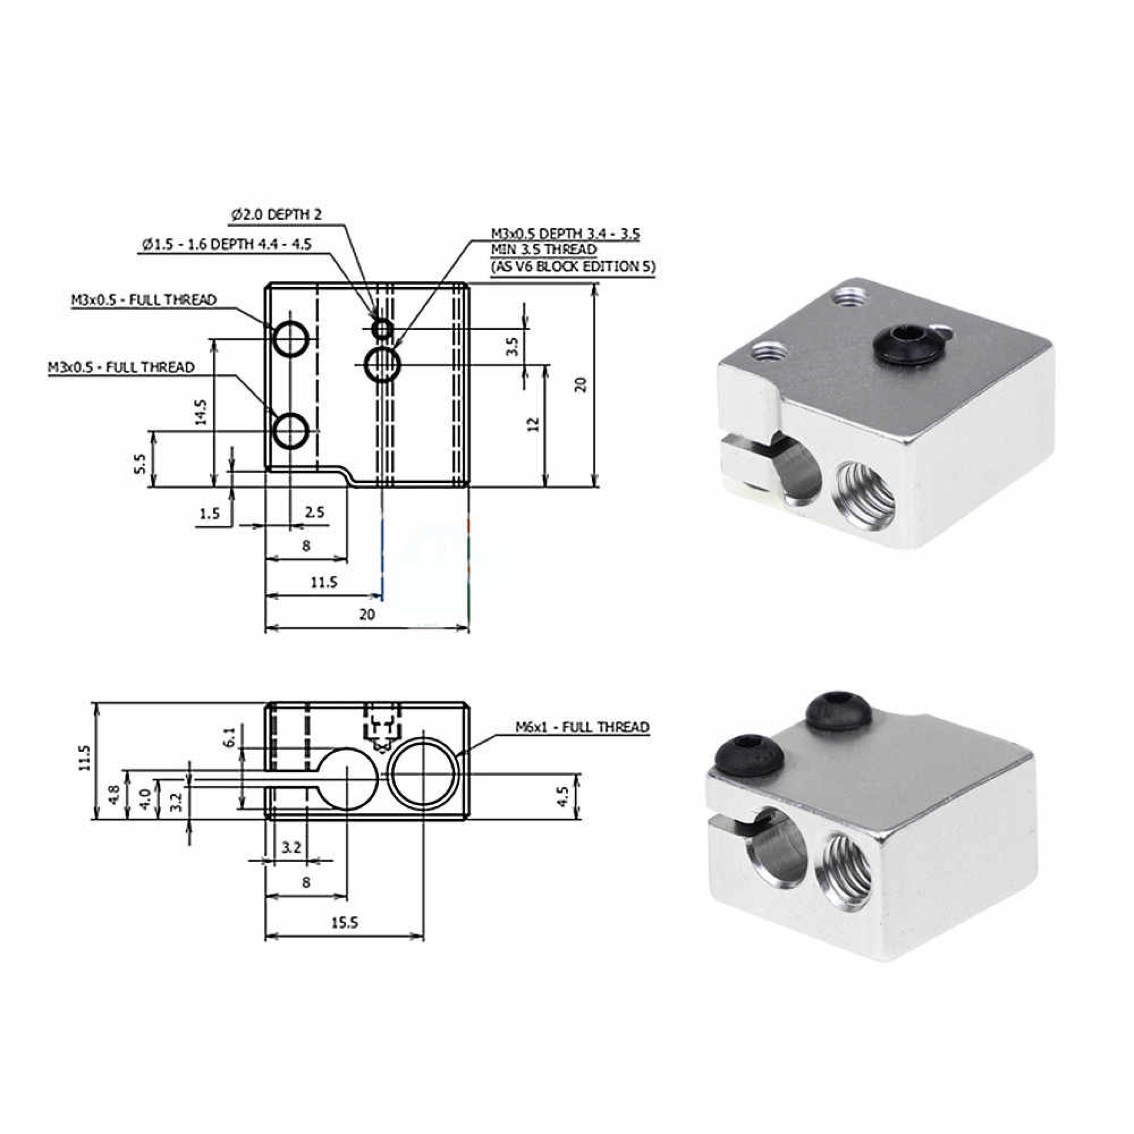 Ø2.0 DEPTH 2
Ø1.5 - 1.6 DEPTH 4.4 - 4.5
M3x0.5 DEPTH 3.4 - 3.5
MIN 3.5 THREAD
(AS V6 BLOCK EDITION 5)
M3x0.5 - FULL THREAD
M3x0.5 - FULL THREAD
3.5
20
14.5
12
5.5
1.5
2.5
8
11.5
20
M6x1 - FULL THREAD
11.5
6.1
4.8
4.0
3.2
4.5
3.2
8
15.5